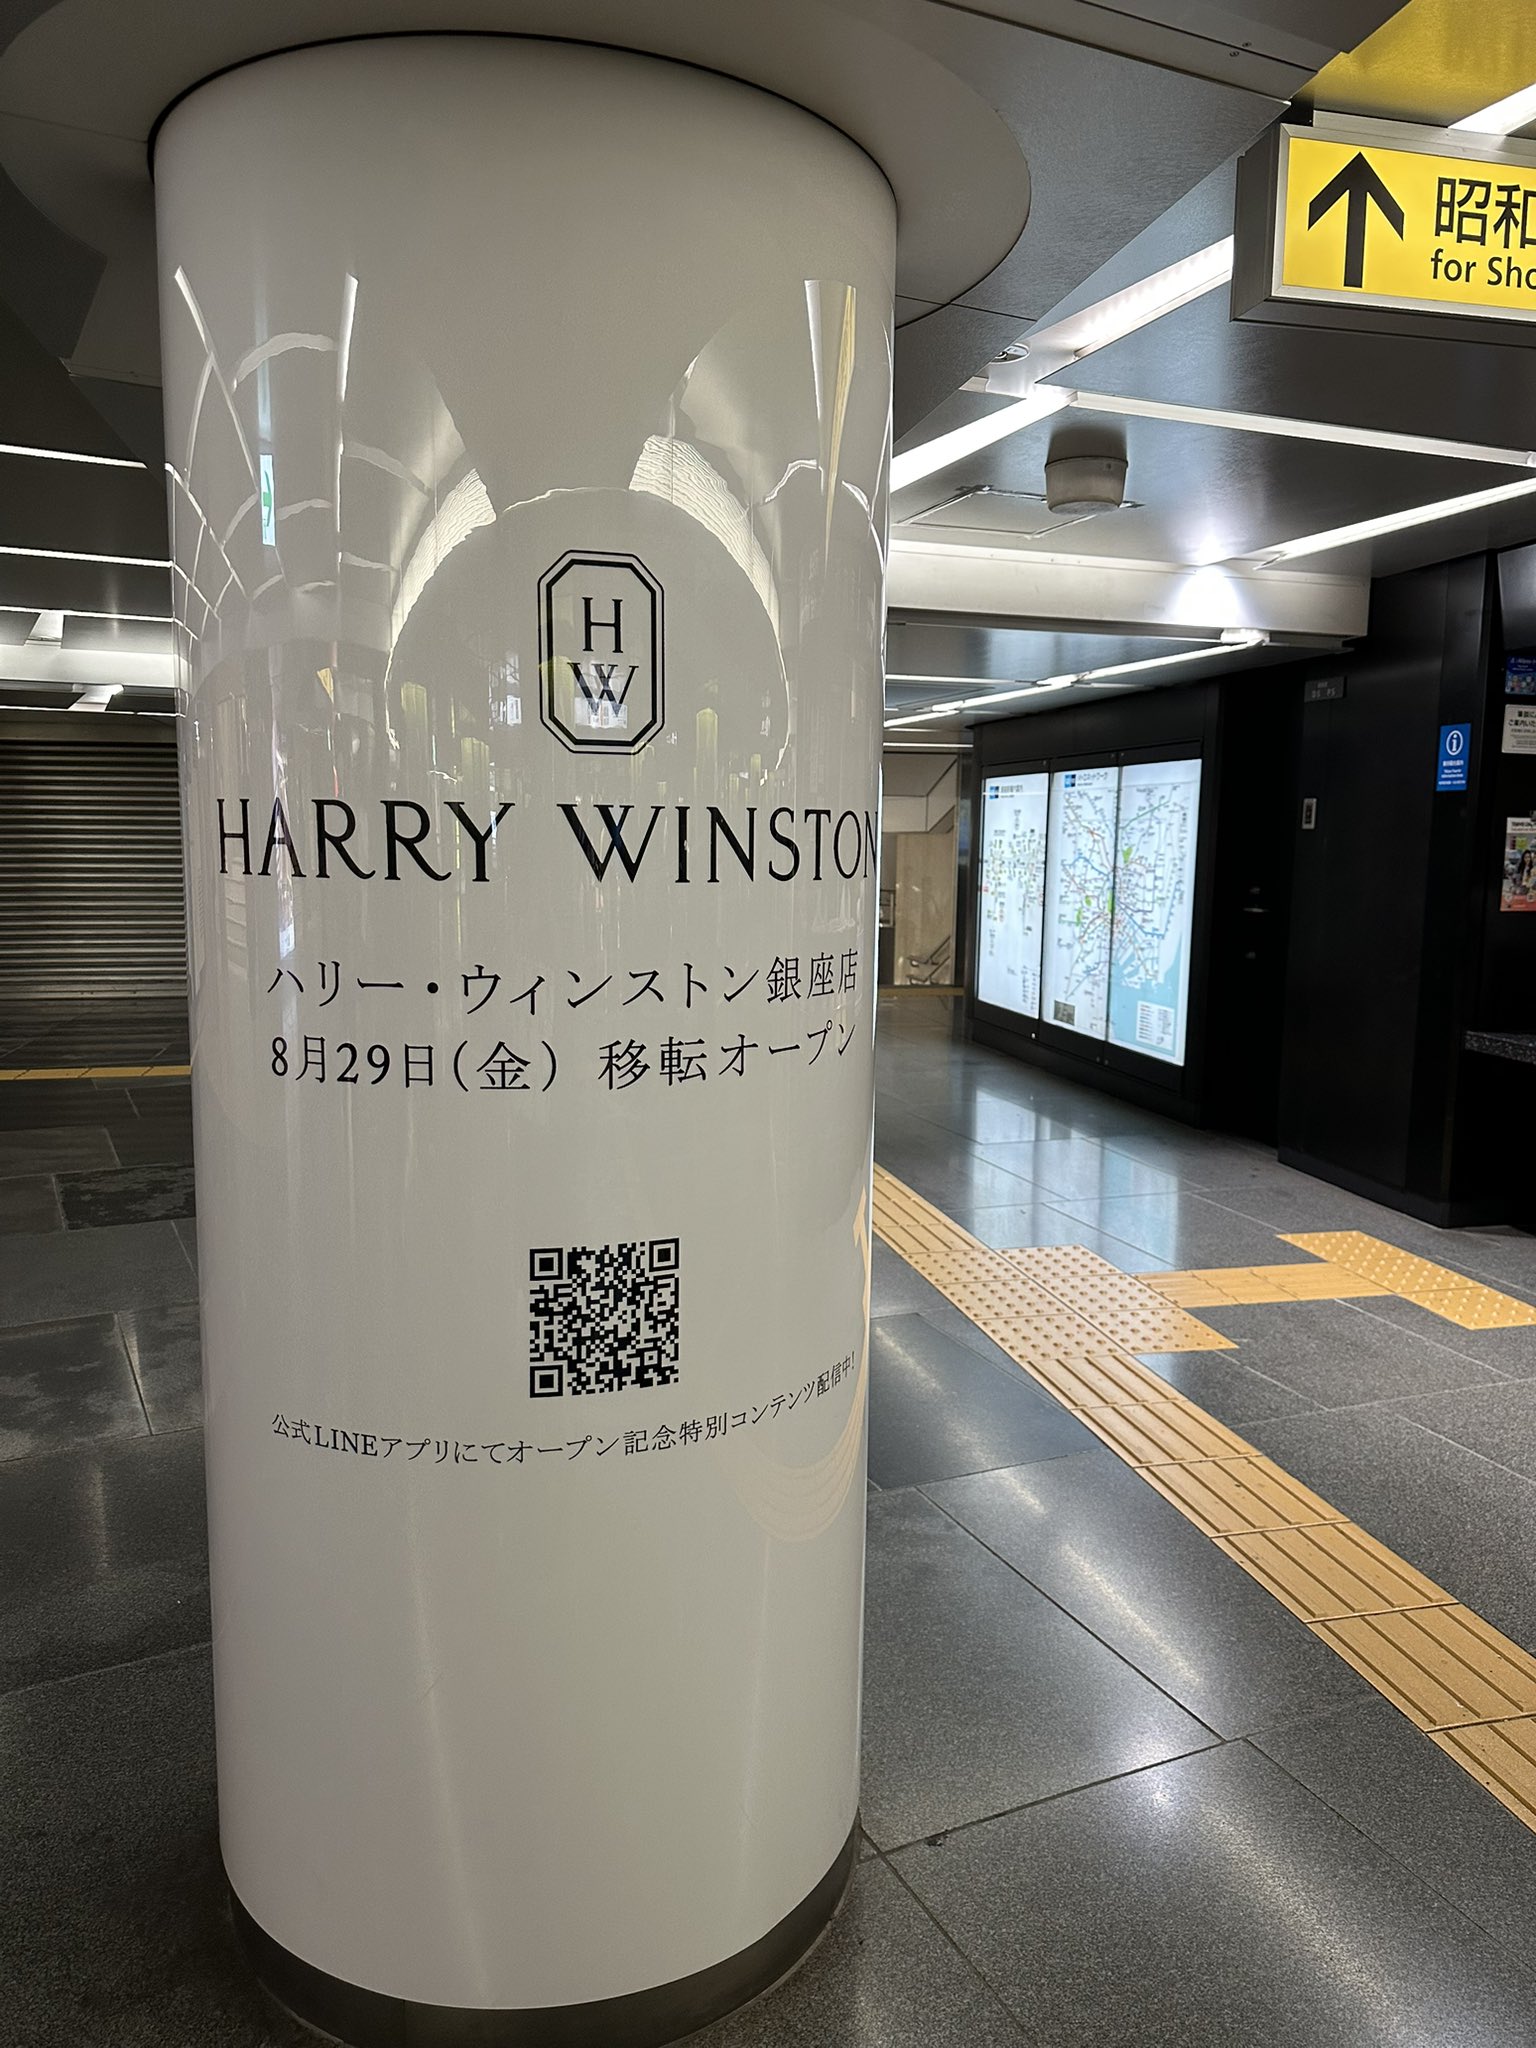 H
W
HARRY WINSTON
ハリー・ウィンストン銀座店
8月29日(金) 移転オープン
公式LINEアプリにてオープン記念特別コンテンツ配信中!
昭和
for Sho